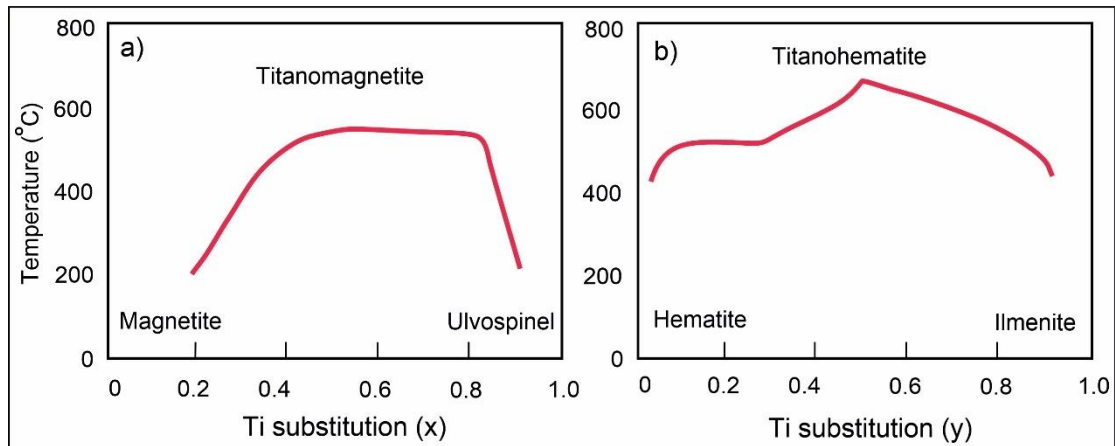 a)
Titanomagnetite
Temperature (°C)
800
600
400
200
0
Magnetite
Ulvospinel
0 0.2 0.4 0.6 0.8 1.0
Ti substitution (x)
b)
Titanohematite
800
600
400
200
0
Hematite
Ilmenite
0 0.2 0.4 0.6 0.8 1.0
Ti substitution (y)